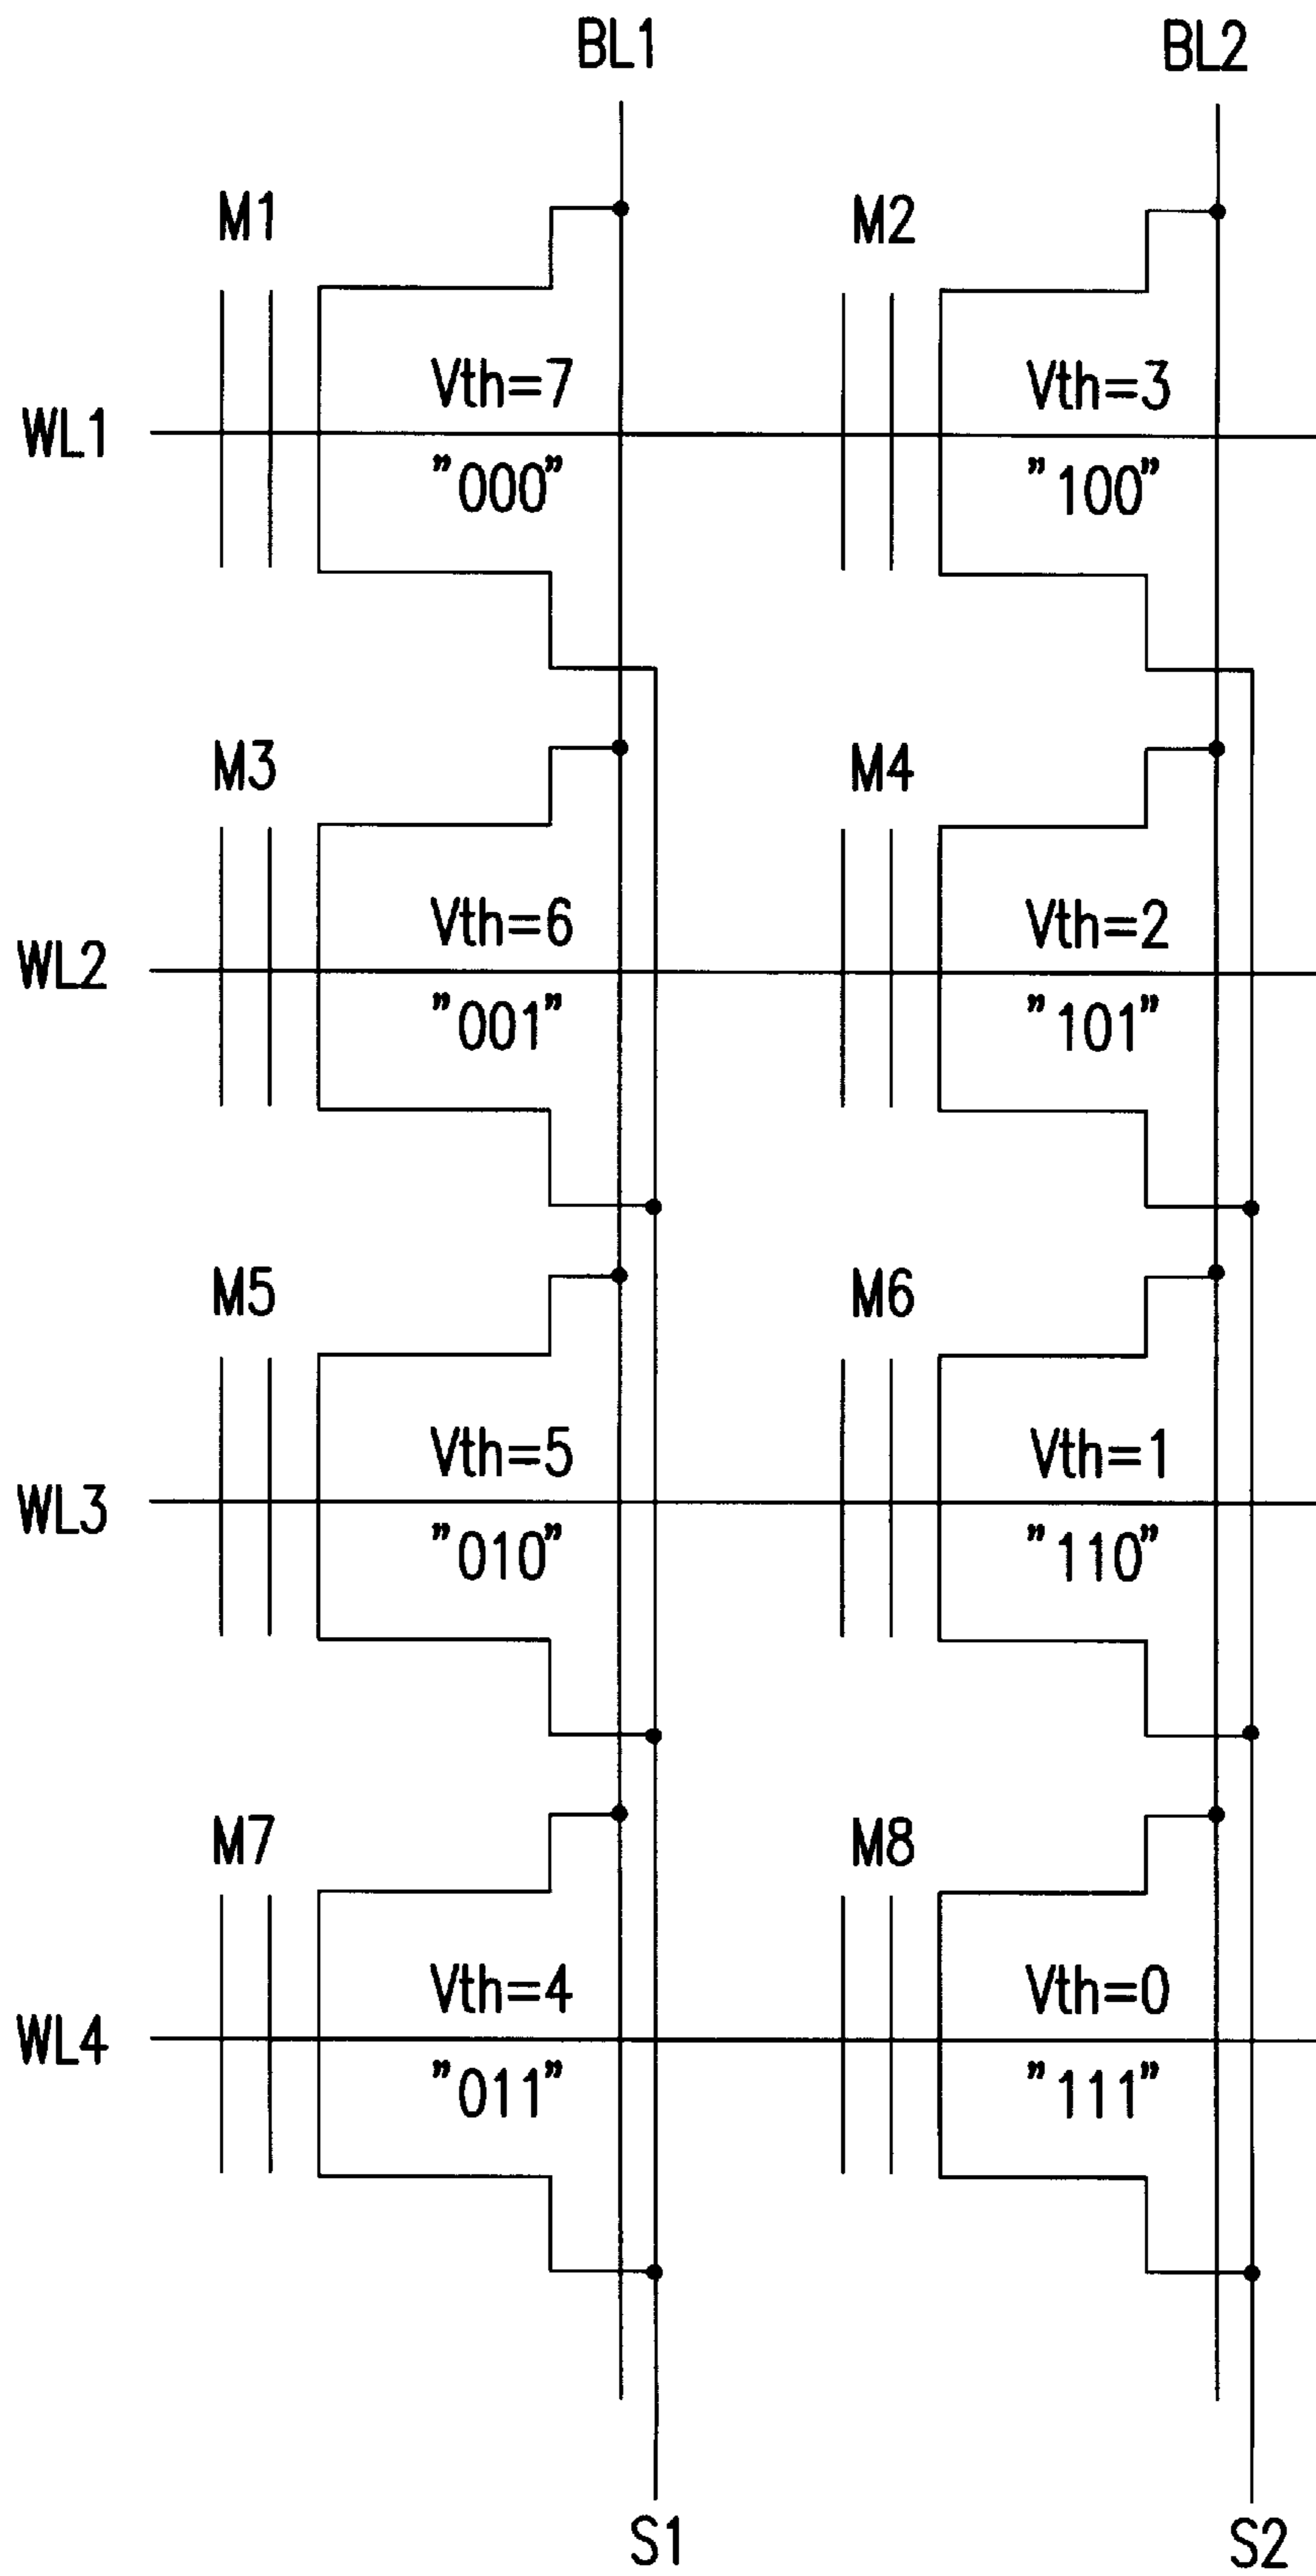 BL1 BL2
M1 M2
Vth=7 Vth=3
WL1
"000" "100"
M3 M4
Vth=6 Vth=2
WL2
"001" "101"
M5 M6
Vth=5 Vth=1
WL3
"010" "110"
M7 M8
Vth=4 Vth=0
WL4
"011" "111"
S1 S2